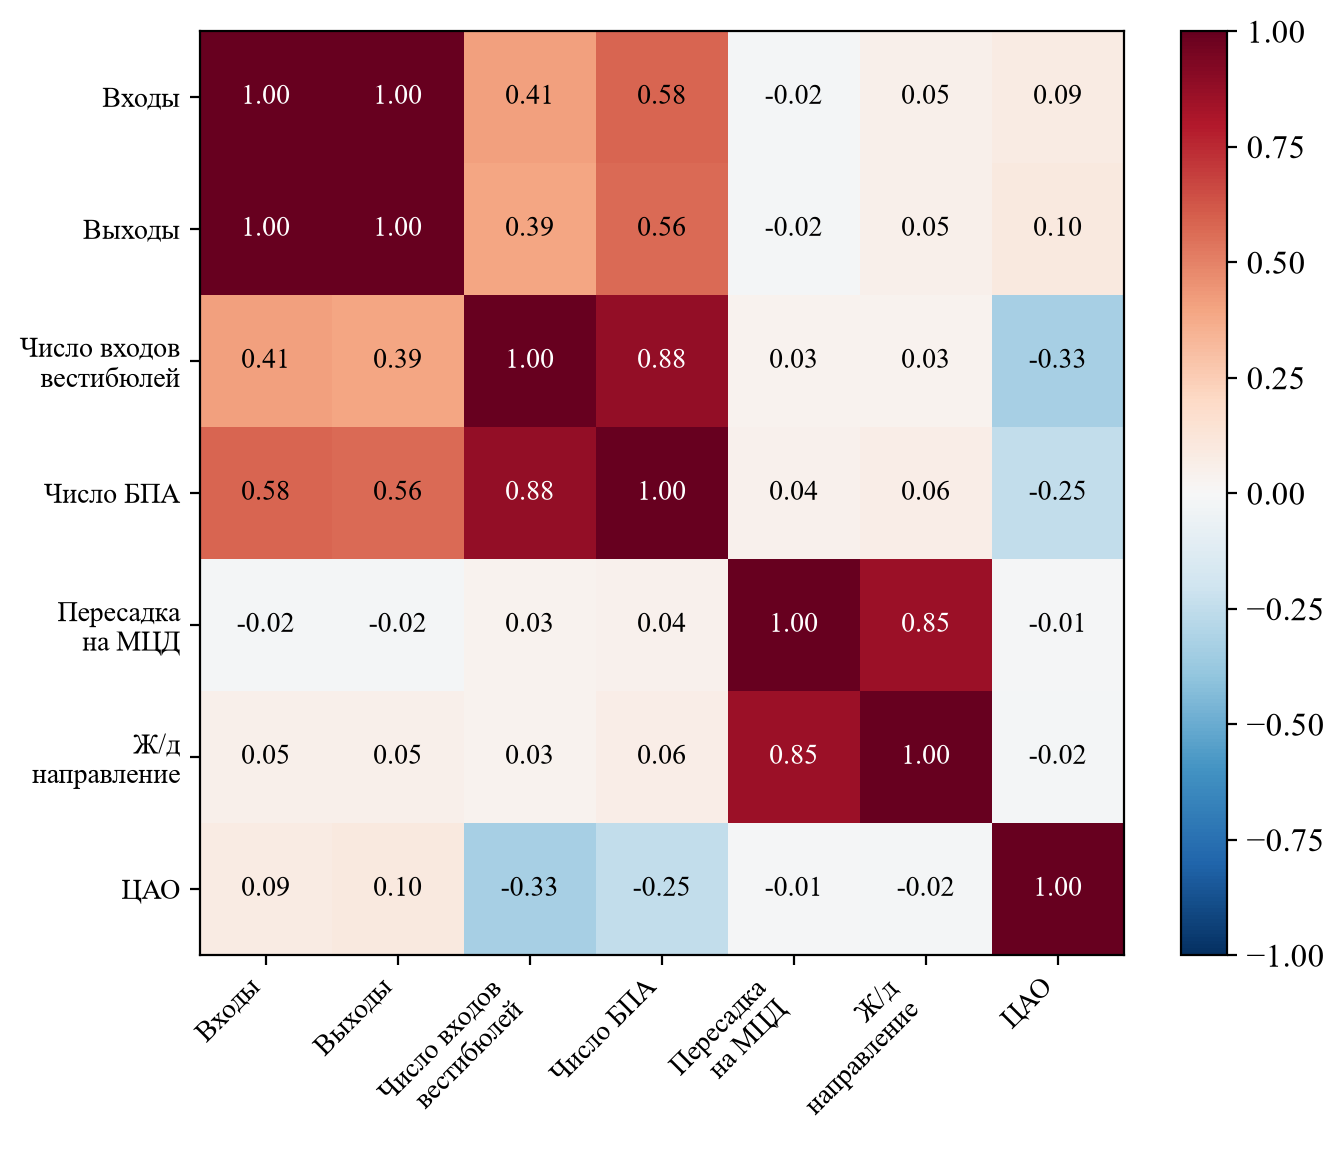 Входы 1.00 1.00 0.41 0.58 -0.02 0.05 0.09
Выходы 1.00 1.00 0.39 0.56 -0.02 0.05 0.10
Число входов
вестибюлей
0.41 0.39 1.00 0.88 0.03 0.03 -0.33
Число БПА 0.58 0.56 0.88 1.00 0.04 0.06 -0.25
Пересадка
на МЦД
-0.02 -0.02 0.03 0.04 1.00 0.85 -0.01
Ж/д
направление
0.05 0.05 0.03 0.06 0.85 1.00 -0.02
ЦАО 0.09 0.10 -0.33 -0.25 -0.01 -0.02 1.00
Входы
Выходы
Число входов
вестибюлей
Число БПА
Пересадка
на МЦД
Ж/д
направление
ЦАО
1.00
0.75
0.50
0.25
0.00
−0.25
−0.50
−0.75
−1.00